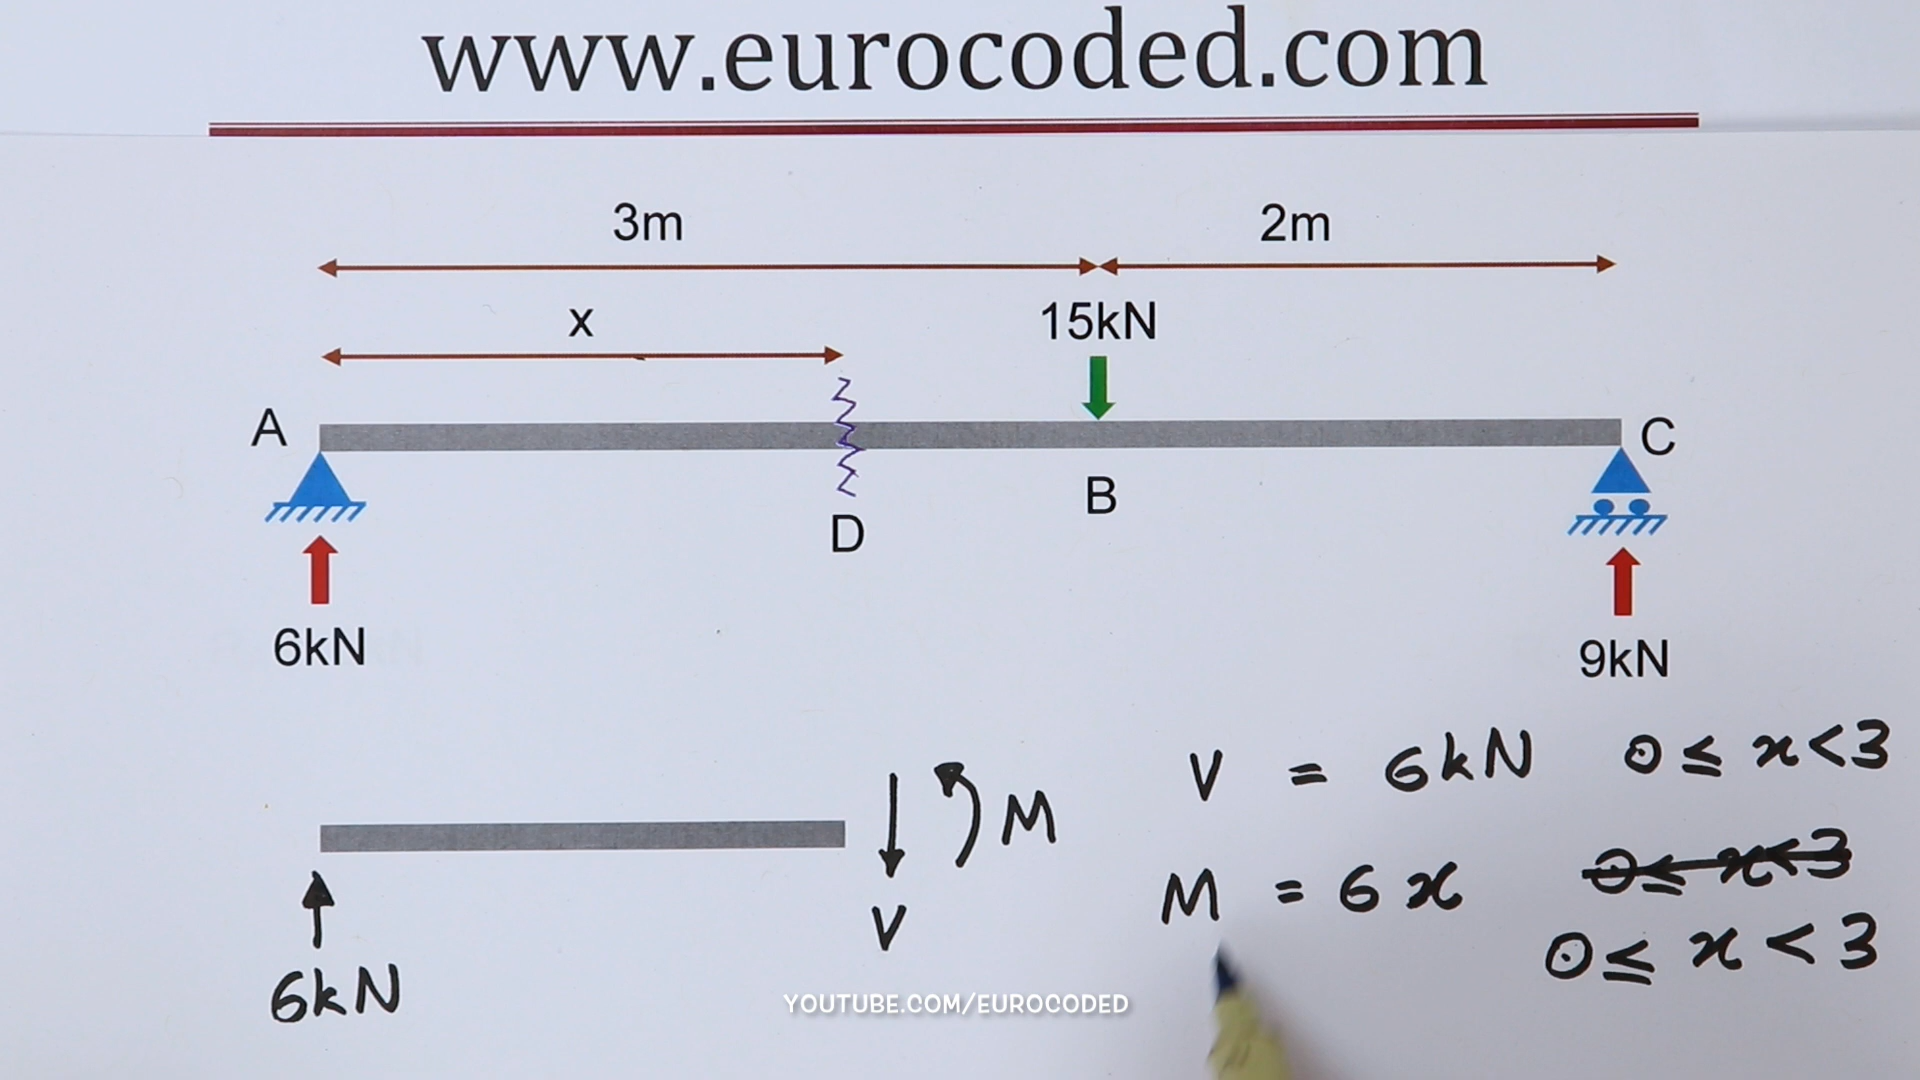 www.eurocoded.com
3m 2m
x 15kN
A C
B
D
6kN 9kN
V = 6kN 0 ≤ x < 3
M
M = 6x 0 ≤ x < 3
V 0 ≤ x < 3
6kN
YOUTUBE.COM/EUROCODED